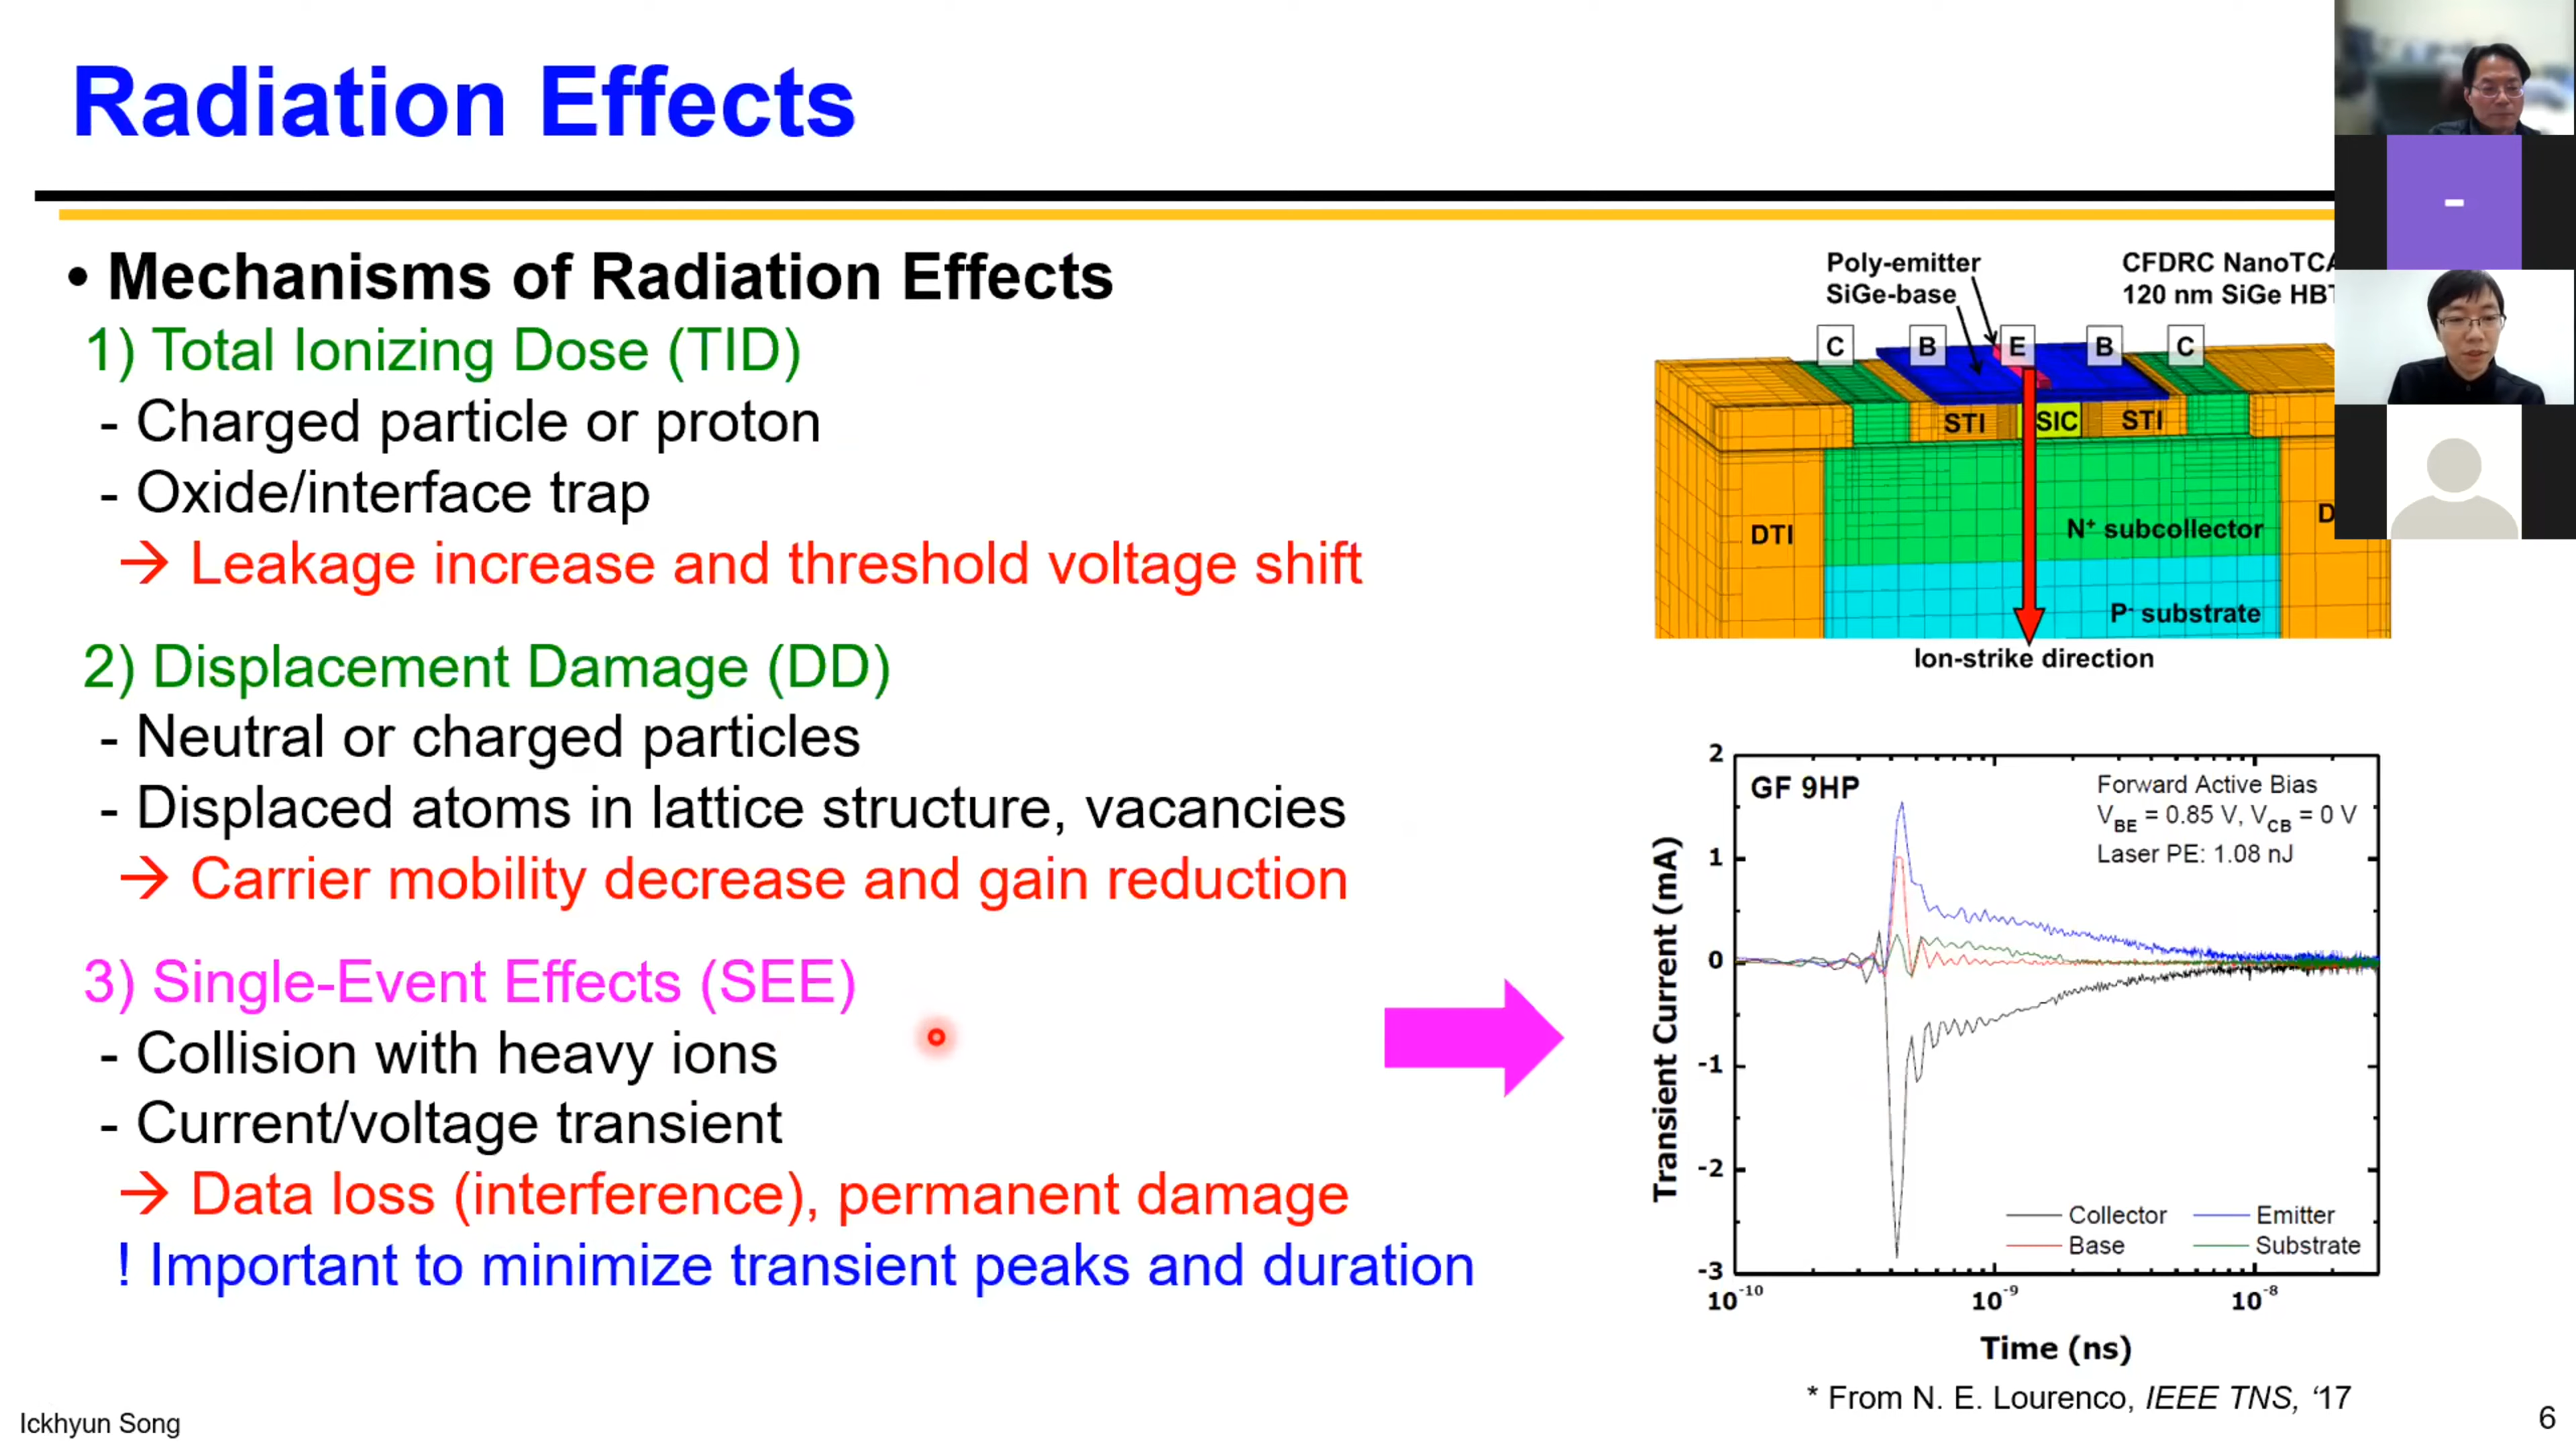 Radiation Effects
• Mechanisms of Radiation Effects
1) Total Ionizing Dose (TID)
- Charged particle or proton
- Oxide/interface trap
→ Leakage increase and threshold voltage shift
2) Displacement Damage (DD)
- Neutral or charged particles
- Displaced atoms in lattice structure, vacancies
→ Carrier mobility decrease and gain reduction
3) Single-Event Effects (SEE)
- Collision with heavy ions
- Current/voltage transient
→ Data loss (interference), permanent damage
! Important to minimize transient peaks and duration
Poly-emitter
SiGe-base
CFDRC NanoTCA
120 nm SiGe HBT
C B E B C
STI SIC STI
DTI
N⁺ subcollector
D
P⁻ substrate
Ion-strike direction
-
GF 9HP
Forward Active Bias
V_BE = 0.85 V, V_CB = 0 V
Laser PE: 1.08 nJ
Transient Current (mA)
2
1
0
-1
-2
-3
Collector Emitter
Base Substrate
10⁻¹⁰ 10⁻⁹ 10⁻⁸
Time (ns)
* From N. E. Lourenco, IEEE TNS, ‘17
Ickhyun Song
6